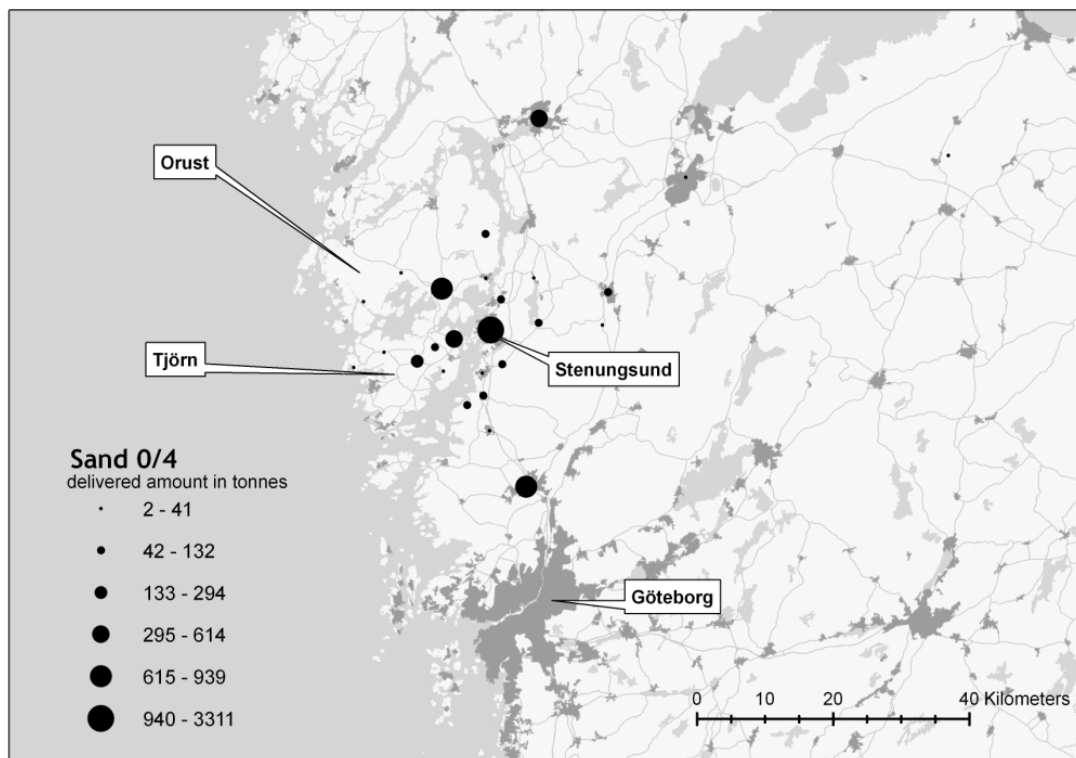 Orust
Tjörn
Stenungsund
Sand 0/4
delivered amount in tonnes
2 - 41
42 - 132
133 - 294
295 - 614
615 - 939
940 - 3311
Göteborg
0 10 20 40 Kilometers